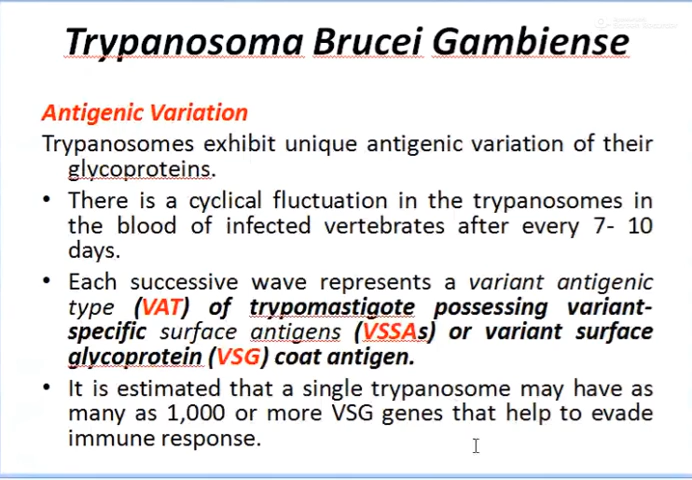 Trypanosoma Brucei Gambiense
Antigenic Variation
Trypanosomes exhibit unique antigenic variation of their
glycoproteins.
• There is a cyclical fluctuation in the trypanosomes in
the blood of infected vertebrates after every 7- 10
days.
• Each successive wave represents a variant antigenic
type (VAT) of trypomastigote possessing variant-
specific surface antigens (VSSAs) or variant surface
glycoprotein (VSG) coat antigen.
• It is estimated that a single trypanosome may have as
many as 1,000 or more VSG genes that help to evade
immune response.